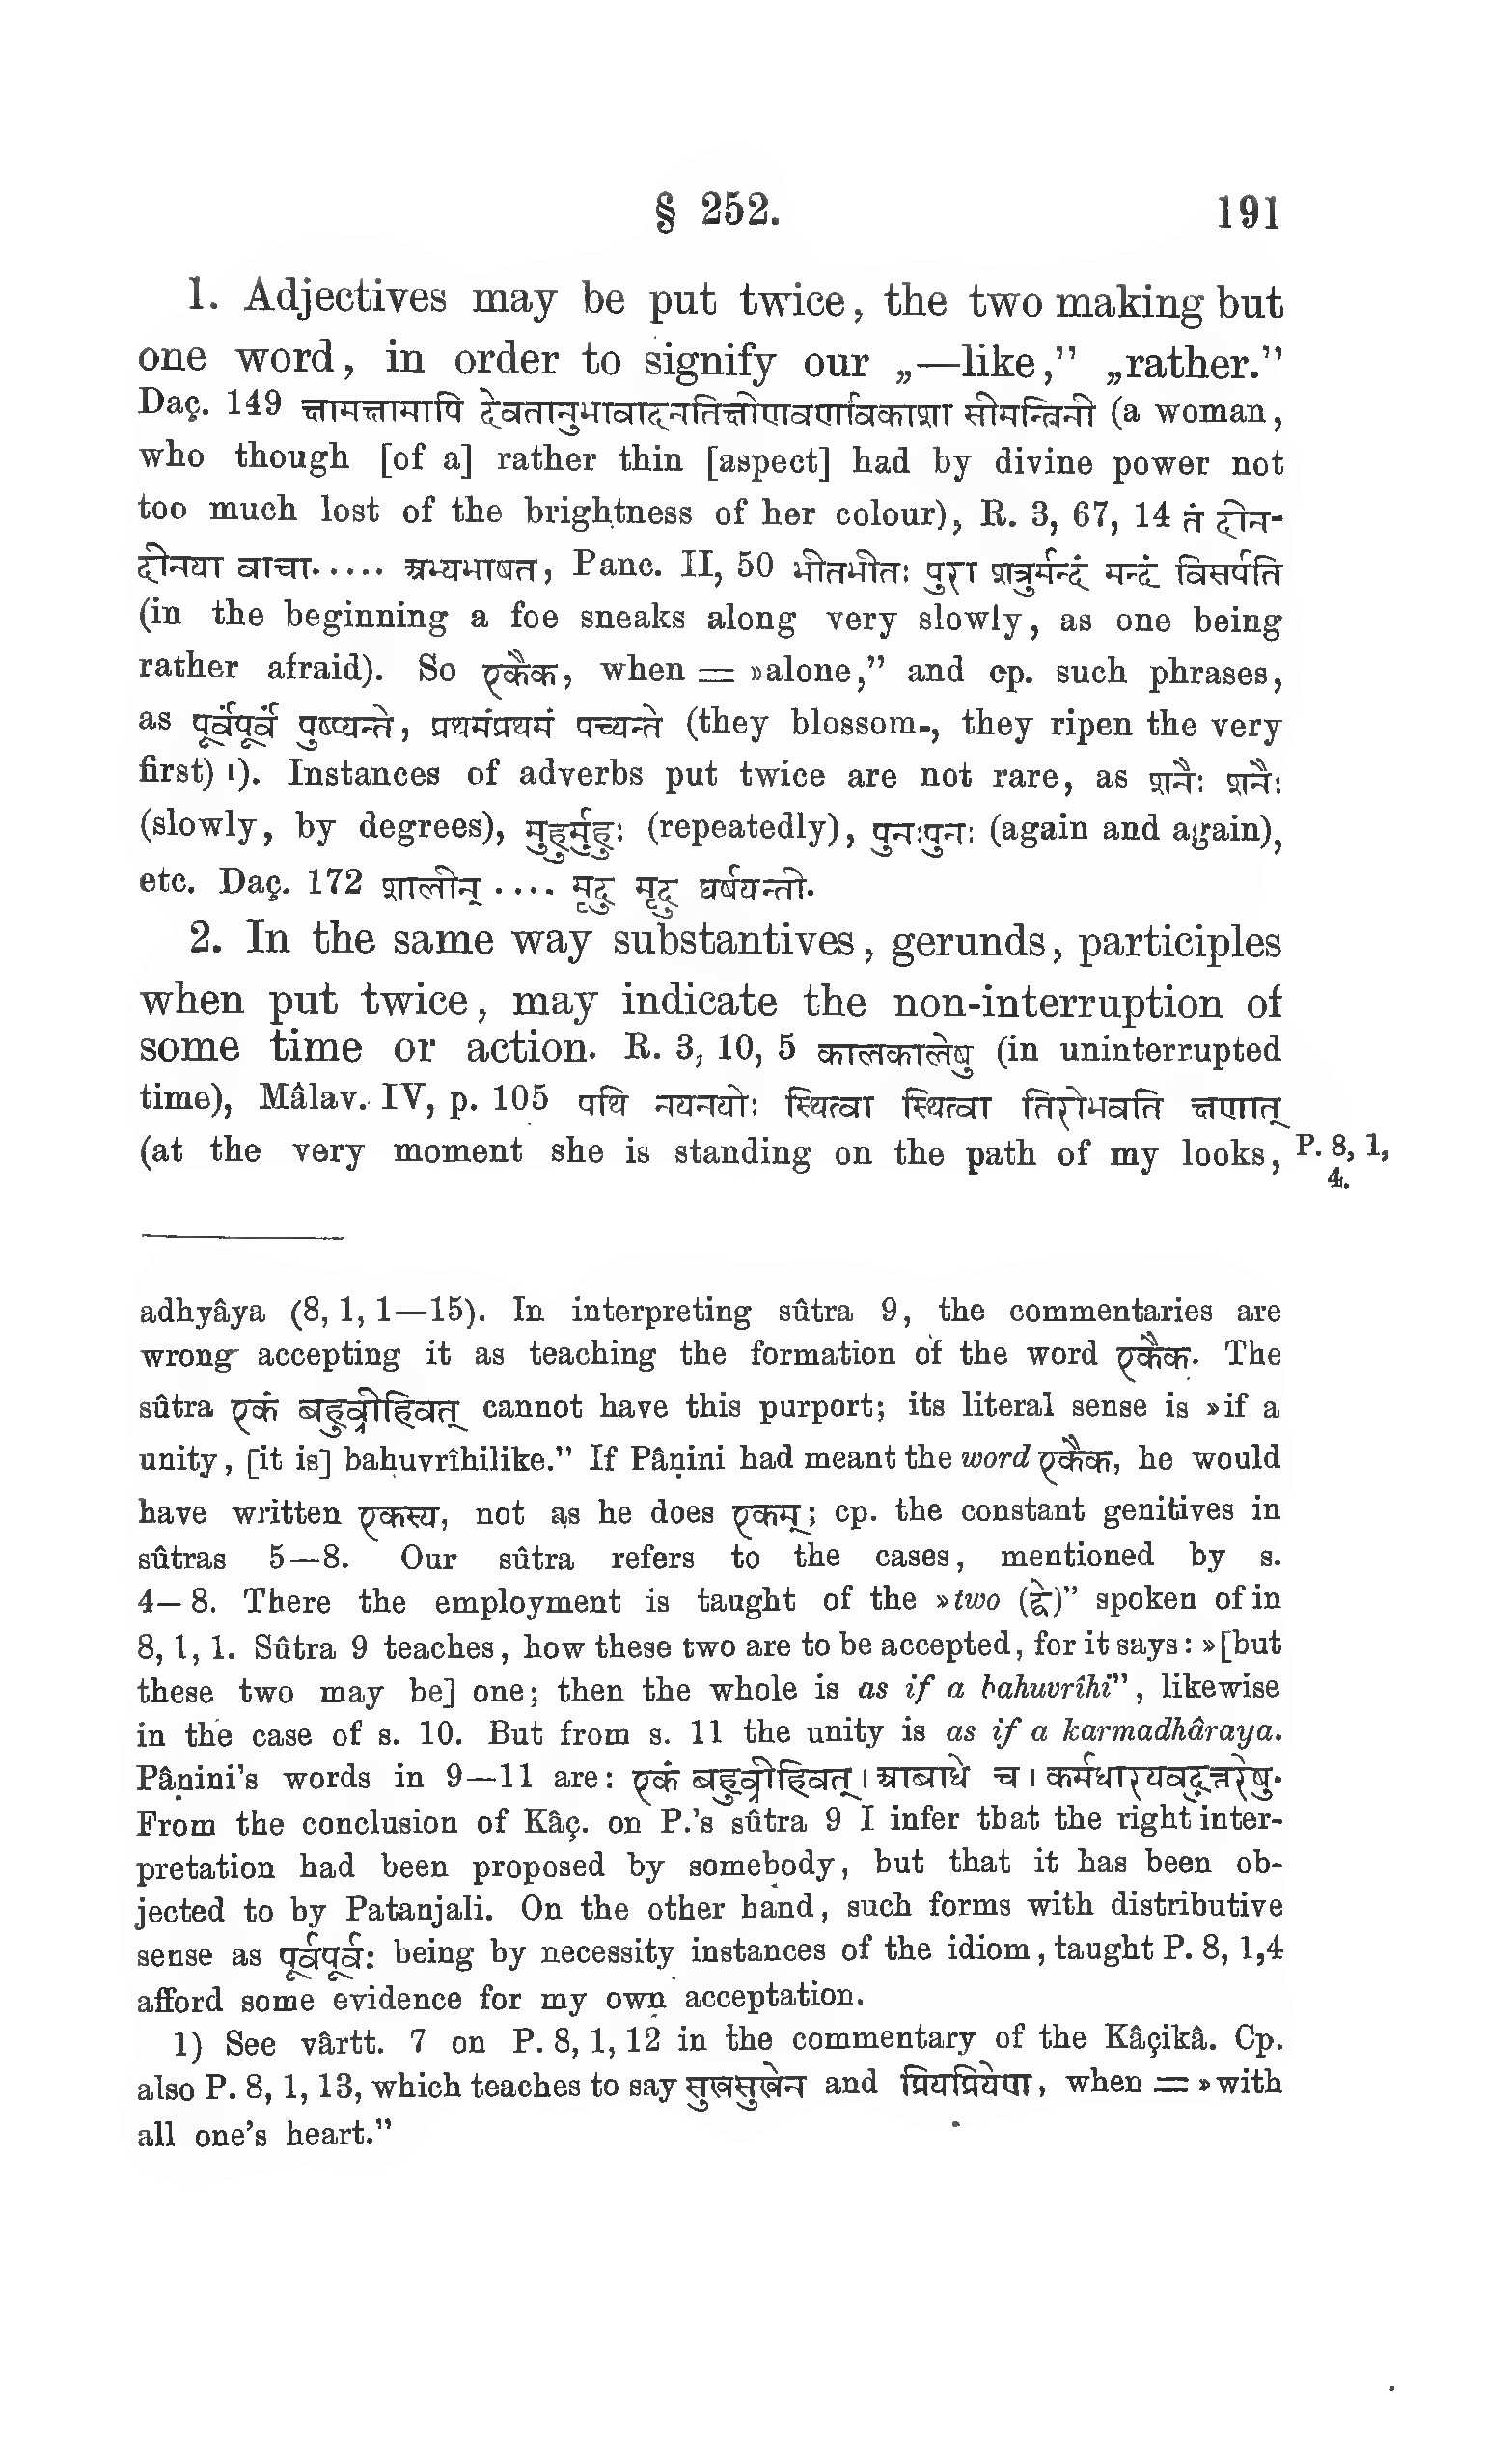 § 252. 191
1. Adjectives may be put twice, the two making but
one word, in order to signify our „—like,” „rather.”
Daç. 149 क्षामक्षामापि देवतानुभावादनतिक्षीणवर्णावकाशा सीमन्तिनी (a woman,
who though [of a] rather thin [aspect] had by divine power not
too much lost of the brightness of her colour), R. 3, 67, 14 तं दीन-
दीनया वाचा..... अभ्यभाषत, Panc. II, 50 भीतभीतः पुरा शत्रुर्मन्दं मन्दं विसर्पति
(in the beginning a foe sneaks along very slowly, as one being
rather afraid). So एकैक, when = »alone,” and cp. such phrases,
as पूर्वंपूर्वं पुष्प्यन्ते, प्रथमंप्रथमं पच्यन्ते (they blossom-, they ripen the very
first) 1). Instances of adverbs put twice are not rare, as शनैः शनैः
(slowly, by degrees), मुहुर्मुहुः (repeatedly), पुनःपुनः (again and again),
etc. Daç. 172 शालीन् .... मृदु मृदु घर्षयन्ती.
2. In the same way substantives, gerunds, participles
when put twice, may indicate the non-interruption of
some time or action. R. 3, 10, 5 कालकालेषु (in uninterrupted
time), Mâlav. IV, p. 105 पथि नयनयोः स्थित्वा स्थित्वा तिरोभवति क्षणात्
(at the very moment she is standing on the path of my looks, P. 8, 1,
4.
adhyâya (8, 1, 1—15). In interpreting sûtra 9, the commentaries are
wrong accepting it as teaching the formation of the word एकैक. The
sûtra एकं बहुव्रीहिवत् cannot have this purport; its literal sense is »if a
unity, [it is] bahuvrîhilike.” If Pâṇini had meant the word एकैक, he would
have written एकस्य, not as he does एकम्; cp. the constant genitives in
sûtras 5—8. Our sûtra refers to the cases, mentioned by s.
4—8. There the employment is taught of the »two (द्वे)” spoken of in
8, 1, 1. Sûtra 9 teaches, how these two are to be accepted, for it says: »[but
these two may be] one; then the whole is as if a bahuvrîhi”, likewise
in the case of s. 10. But from s. 11 the unity is as if a karmadhâraya.
Pâṇini’s words in 9—11 are: एकं बहुव्रीहिवत् । आबाधे च । कर्मधारयवदुत्तरेषु.
From the conclusion of Kâç. on P.’s sûtra 9 I infer that the right inter-
pretation had been proposed by somebody, but that it has been ob-
jected to by Patanjali. On the other hand, such forms with distributive
sense as पूर्वपूर्वः being by necessity instances of the idiom, taught P. 8, 1,4
afford some evidence for my own acceptation.
1) See vârtt. 7 on P. 8, 1, 12 in the commentary of the Kâçikâ. Cp.
also P. 8, 1, 13, which teaches to say सुखसुखेन and प्रियप्रियेण, when = »with
all one’s heart.”